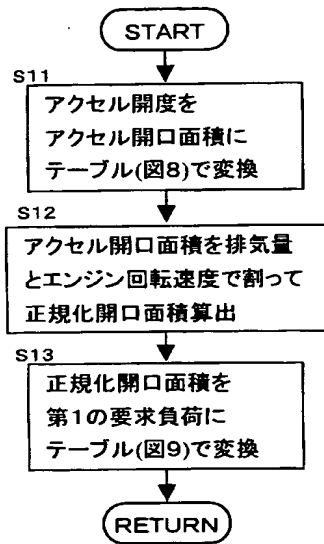 START
S11
アクセル開度を
アクセル開口面積に
テーブル(図8)で変換
S12
アクセル開口面積を排気量
とエンジン回転速度で割って
正規化開口面積算出
S13
正規化開口面積を
第1の要求負荷に
テーブル(図9)で変換
RETURN